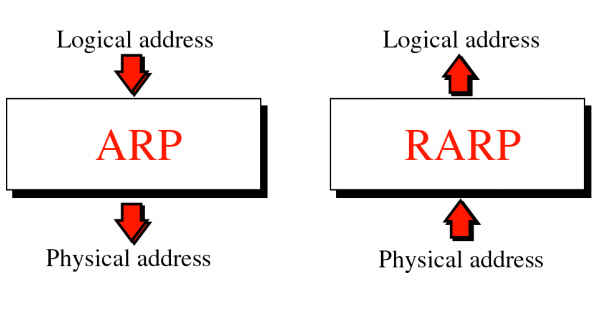 Logical address
ARP
Physical address
Logical address
RARP
Physical address